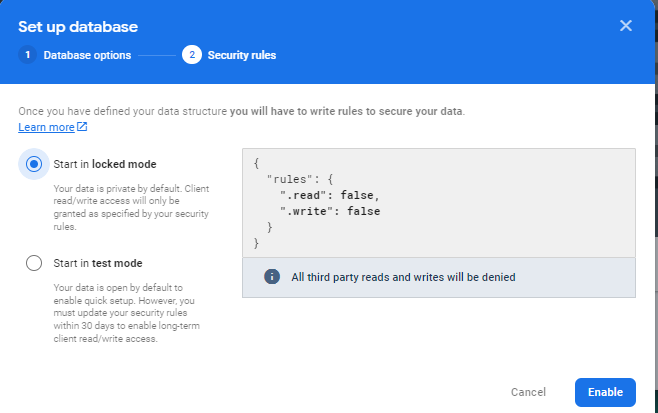 Set up database
1 Database options
2 Security rules
Once you have defined your data structure you will have to write rules to secure your data.
Learn more
Start in locked mode
Your data is private by default. Client
read/write access will only be
granted as specified by your security
rules.
{
"rules": {
".read": false,
".write": false
}
}
All third party reads and writes will be denied
Start in test mode
Your data is open by default to
enable quick setup. However, you
must update your security rules
within 30 days to enable long-term
client read/write access.
Cancel
Enable